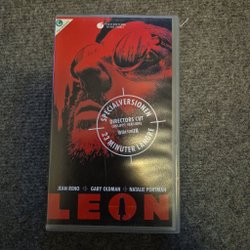 SPECIALVERSIONEN
DIRECTORS CUT
23 MINUTER LÄNGRE
JEAN RENO GARY OLDMAN NATALIE PORTMAN
LEON